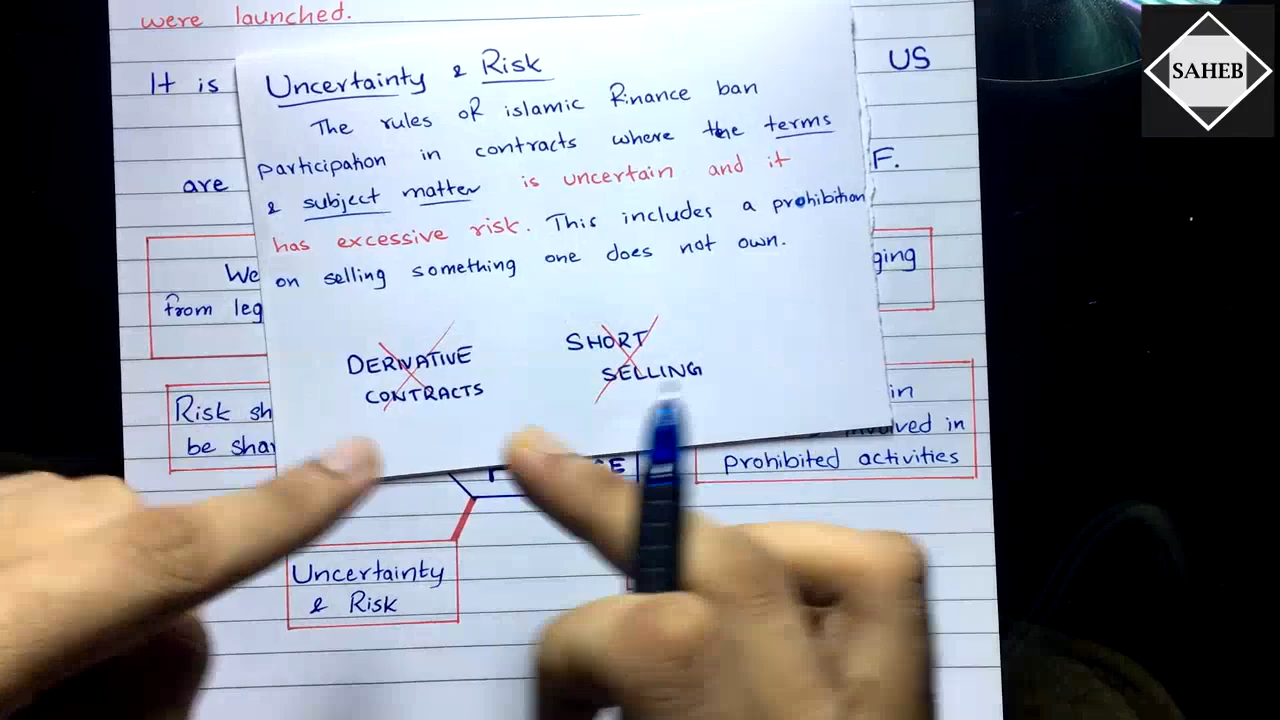 were launched.
It is
US
are
F.
Uncertainty & Risk
The rules of islamic finance ban
participation in contracts where the terms
& subject matter is uncertain and it
has excessive risk. This includes a prohibition
on selling something one does not own.
DERIVATIVE
CONTRACTS
SHORT
SELLING
We
from leg
ging
Risk sh
be shar
in
involved in
prohibited activities
Uncertainty
& Risk
SAHEB